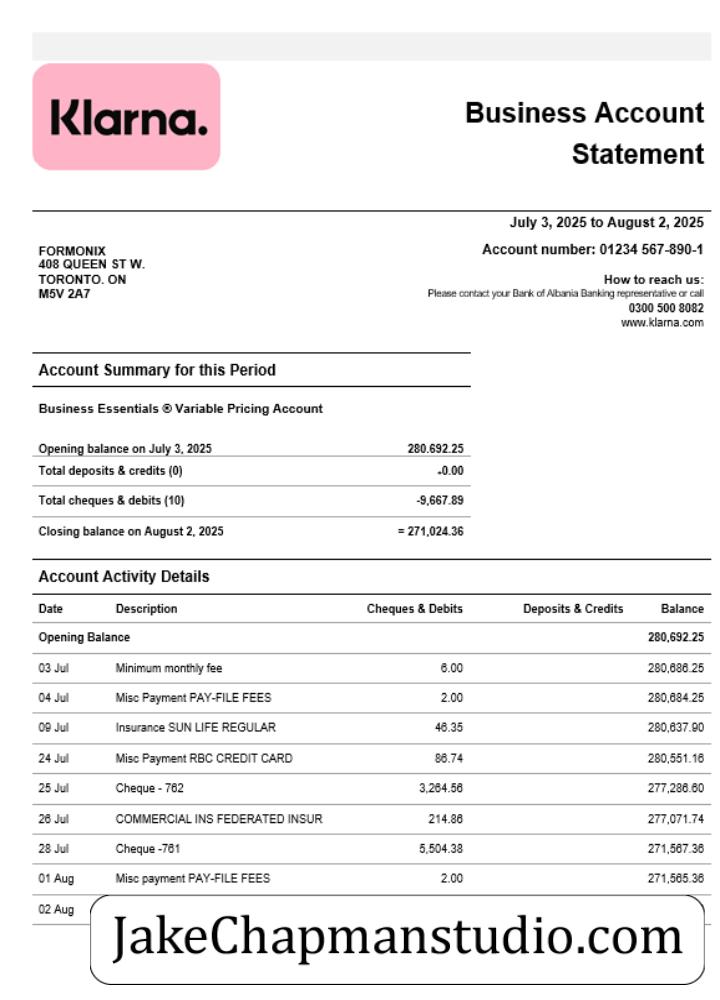 Klarna.
Business Account
Statement
July 3, 2025 to August 2, 2025
FORMONIX
408 QUEEN ST W.
TORONTO. ON
M5V 2A7
Account number: 01234 567-890-1
How to reach us:
Please contact your Bank of Albania Banking representative or call
0300 500 8082
www.klarna.com
Account Summary for this Period
Business Essentials ® Variable Pricing Account
Opening balance on July 3, 2025 280.692.25
Total deposits & credits (0) -0.00
Total cheques & debits (10) -9,667.89
Closing balance on August 2, 2025 = 271,024.36
Account Activity Details
Date Description Cheques & Debits Deposits & Credits Balance
Opening Balance 280,692.25
03 Jul Minimum monthly fee 6.00 280,686.25
04 Jul Misc Payment PAY-FILE FEES 2.00 280,684.25
09 Jul Insurance SUN LIFE REGULAR 46.35 280,637.90
24 Jul Misc Payment RBC CREDIT CARD 86.74 280,551.16
25 Jul Cheque - 762 3,264.56 277,286.60
26 Jul COMMERCIAL INS FEDERATED INSUR 214.86 277,071.74
28 Jul Cheque -761 5,504.38 271,567.36
01 Aug Misc payment PAY-FILE FEES 2.00 271,565.36
02 Aug
JakeChapmanstudio.com